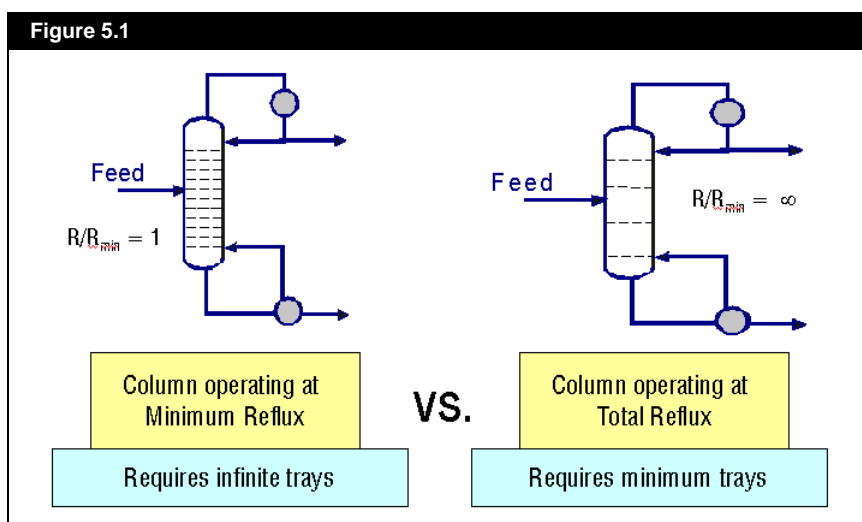 Figure 5.1
Feed
R/Rmin = 1
Feed
R/Rmin = ∞
Column operating at
Minimum Reflux
Requires infinite trays
VS.
Column operating at
Total Reflux
Requires minimum trays